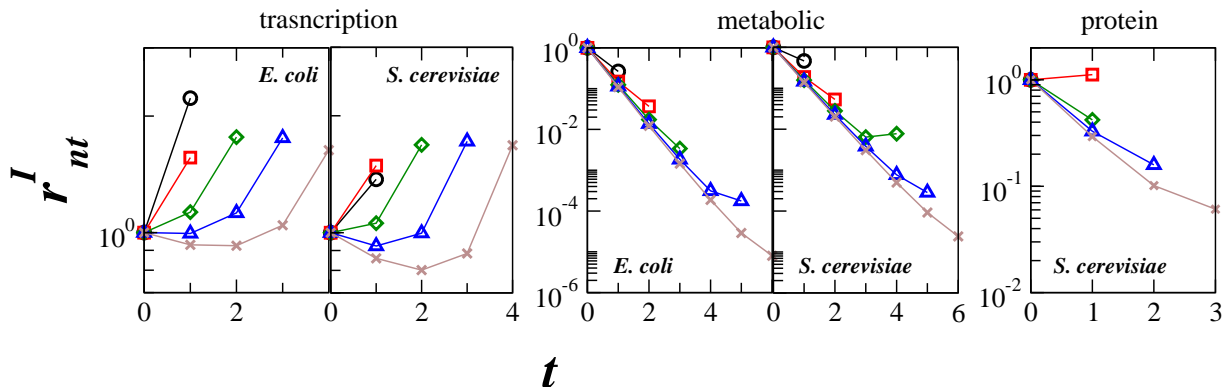 trasncription metabolic protein
E. coli S. cerevisiae
10^0 10^0
10^0 10^-2
10^-4 10^-1
E. coli S. cerevisiae S. cerevisiae
10^-6 10^-2
0 2 0 2 4 0 2 4 0 2 4 6 0 1 2 3
r^I_nt
t